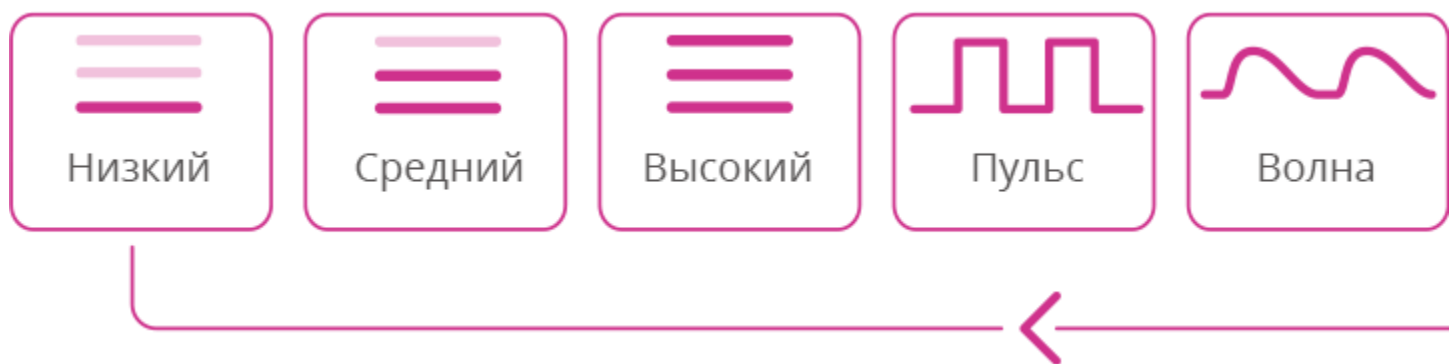 Низкий
Средний
Высокий
Пульс
Волна